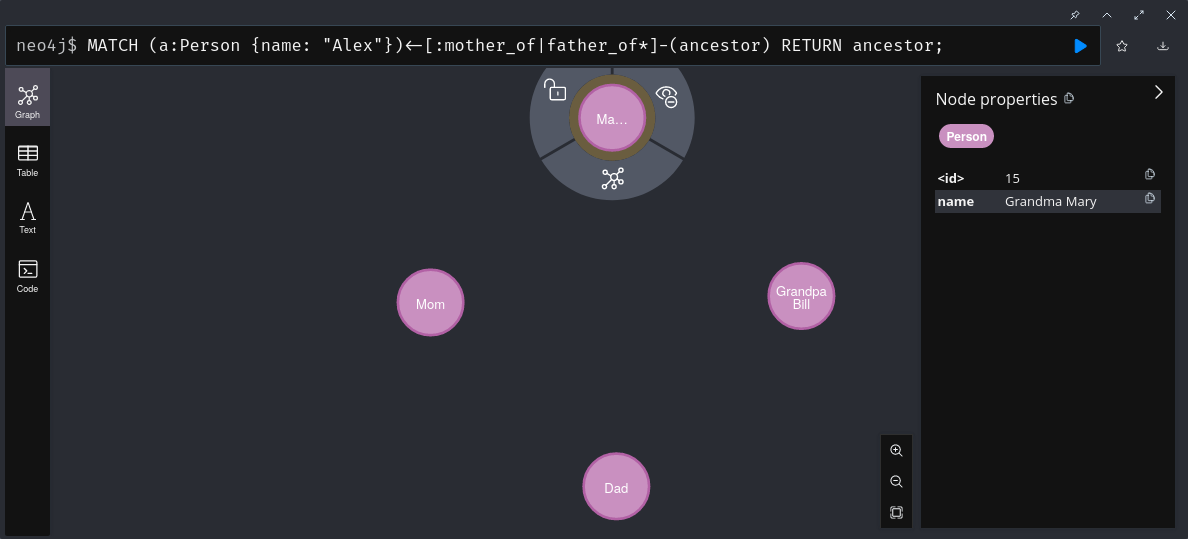 neo4j$ MATCH (a:Person {name: "Alex"})<-[:mother_of|father_of*]-(ancestor) RETURN ancestor;
Graph
Table
Text
Code
Ma...
Mom
Grandpa
Bill
Dad
Node properties
Person
<id> 15
name Grandma Mary